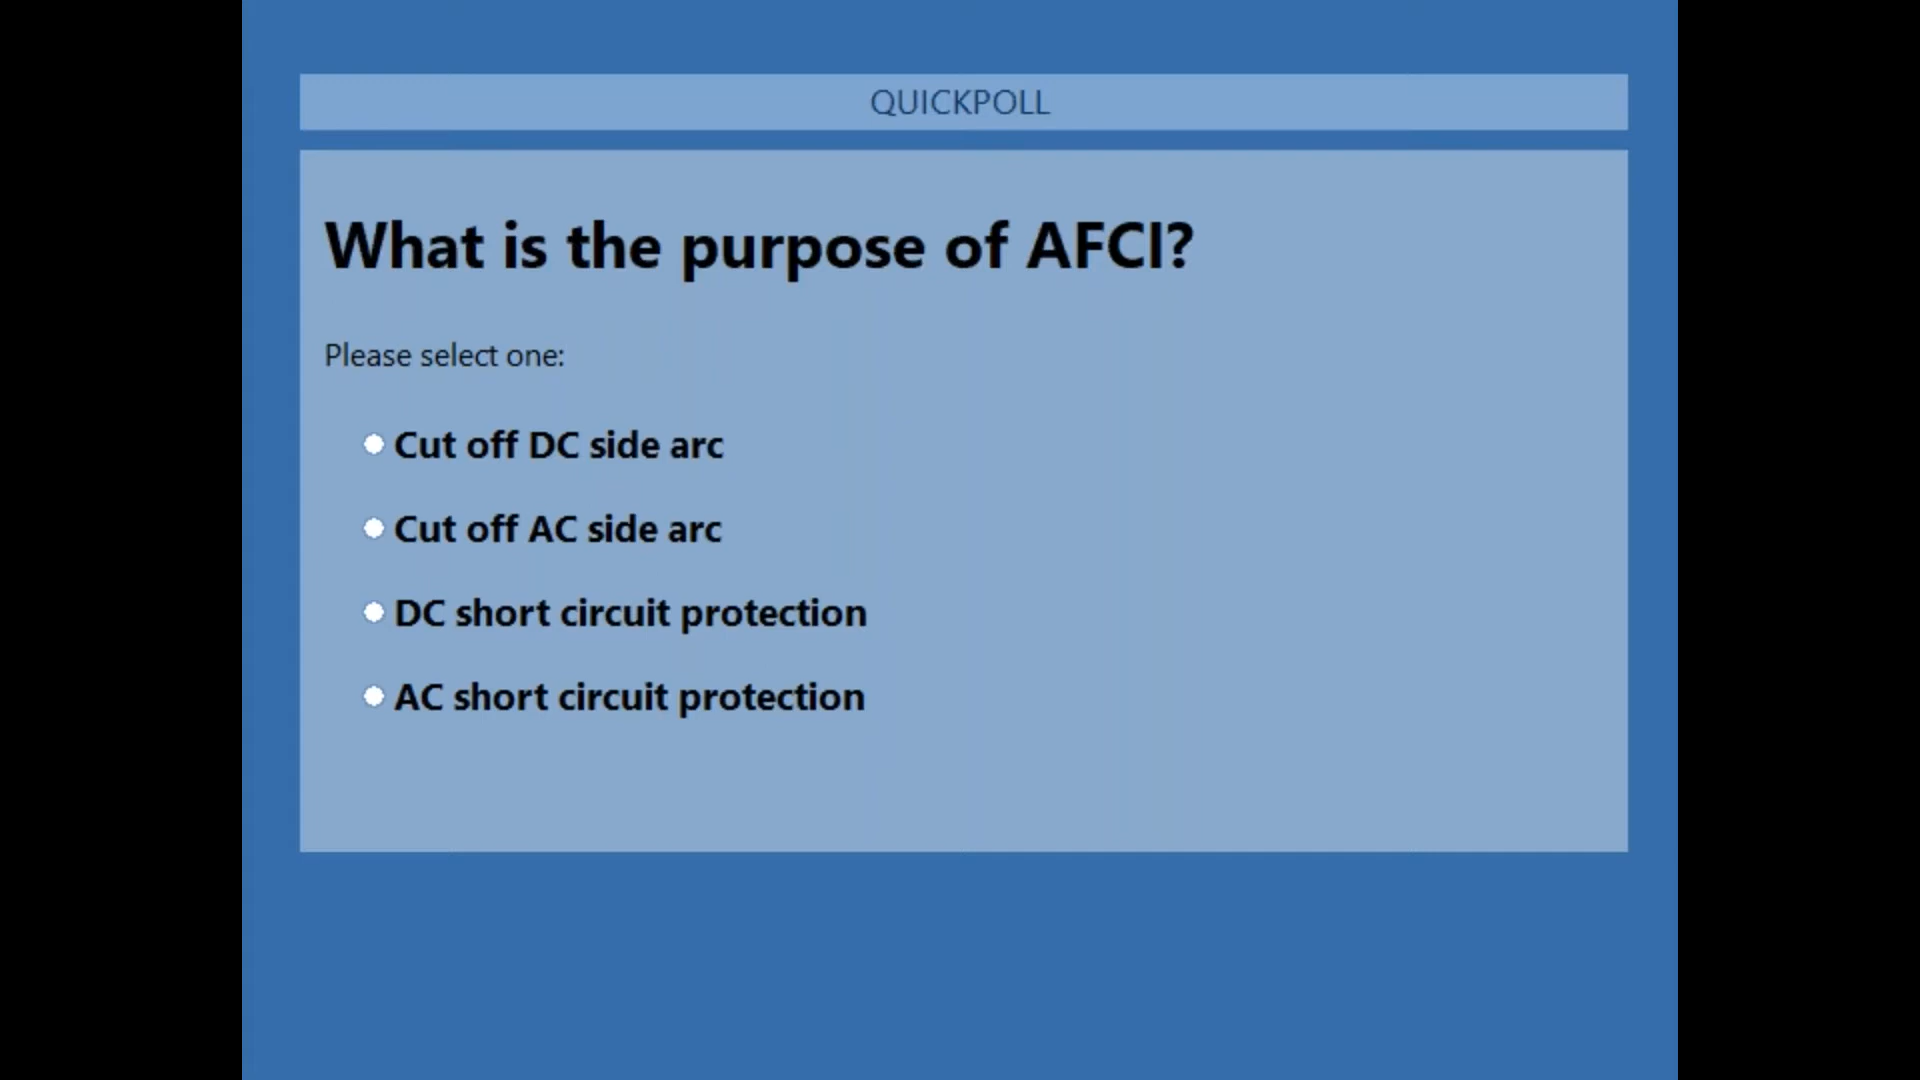 QUICKPOLL
What is the purpose of AFCI?
Please select one:
Cut off DC side arc
Cut off AC side arc
DC short circuit protection
AC short circuit protection